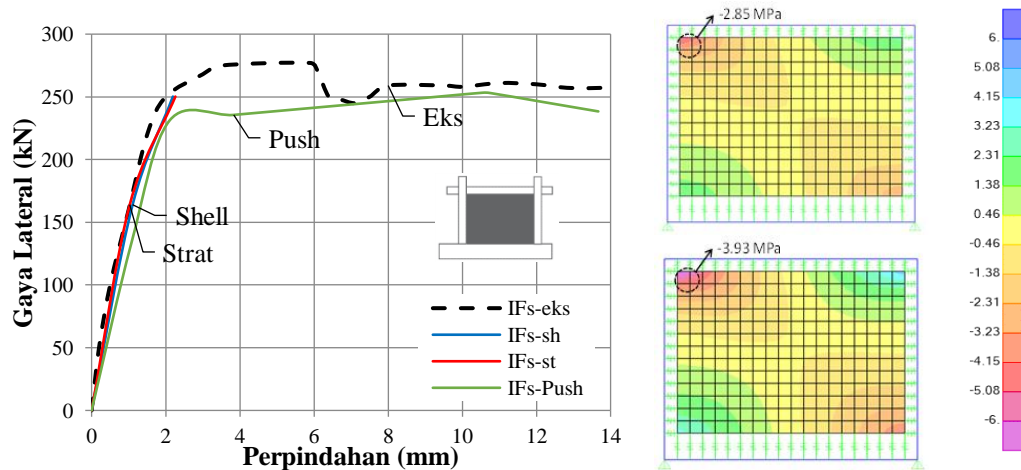 300
250
200
150
100
50
0
0 2 4 6 8 10 12 14
Gaya Lateral (kN)
Perpindahan (mm)
Eks
Push
Shell
Strat
IFs-eks
IFs-sh
IFs-st
IFs-Push
-2.85 MPa
-3.93 MPa
6.
5.08
4.15
3.23
2.31
1.38
0.46
-0.46
-1.38
-2.31
-3.23
-4.15
-5.08
-6.